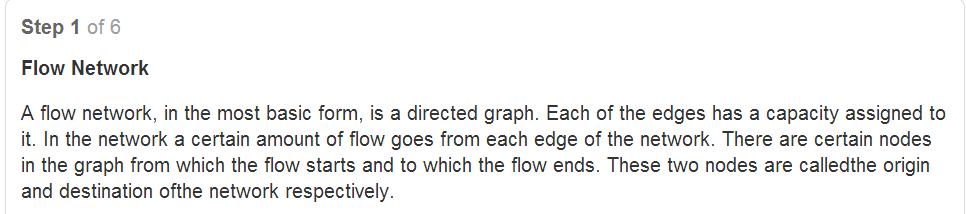 Step 1 of 6
Flow Network
A flow network, in the most basic form, is a directed graph. Each of the edges has a capacity assigned to
it. In the network a certain amount of flow goes from each edge of the network. There are certain nodes
in the graph from which the flow starts and to which the flow ends. These two nodes are calledthe origin
and destination ofthe network respectively.